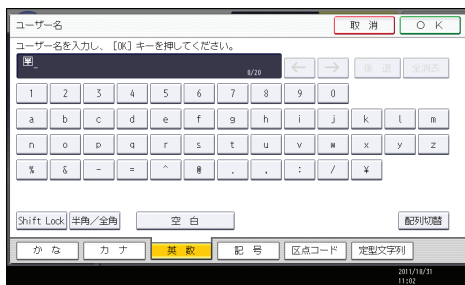 ユーザー名 取 消 O K
ユーザー名を入力し、[OK] キーを押してください。
半_
0/20 ← → 後 退 全消去
1 2 3 4 5 6 7 8 9 0
a b c d e f g h i j k l m
n o p q r s t u v w x y z
% & - = ^ @ . , : / ¥
Shift Lock 半角/全角 空 白 配列切替
か な カ ナ 英 数 記 号 区点コード 定型文字列
2011/10/31
11:02